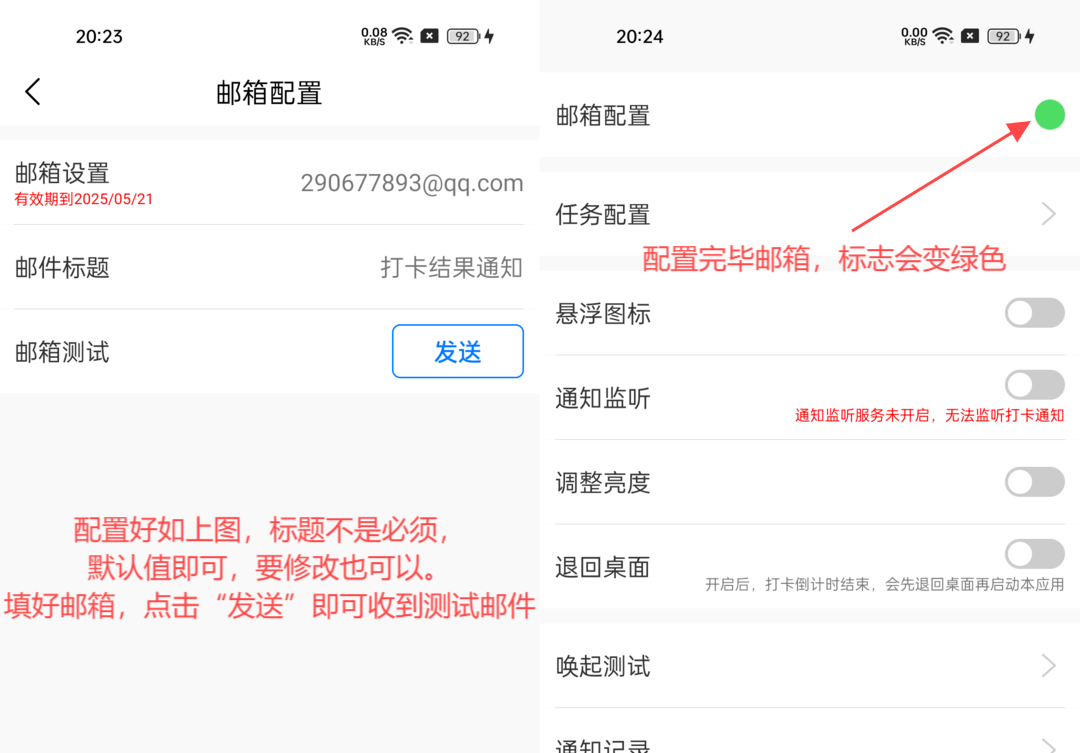 20:23
0.08
KB/S
92
邮箱配置
邮箱设置
有效期到2025/05/21
290677893@qq.com
邮件标题
打卡结果通知
邮箱测试
发送
配置好如上图，标题不是必须，
默认值即可，要修改也可以。
填好邮箱，点击“发送”即可收到测试邮件
20:24
0.00
KB/S
92
邮箱配置
任务配置
配置完毕邮箱，标志会变绿色
悬浮图标
通知监听
通知监听服务未开启，无法监听打卡通知
调整亮度
退回桌面
开启后，打卡倒计时结束，会先退回桌面再启动本应用
唤起测试
通知记录